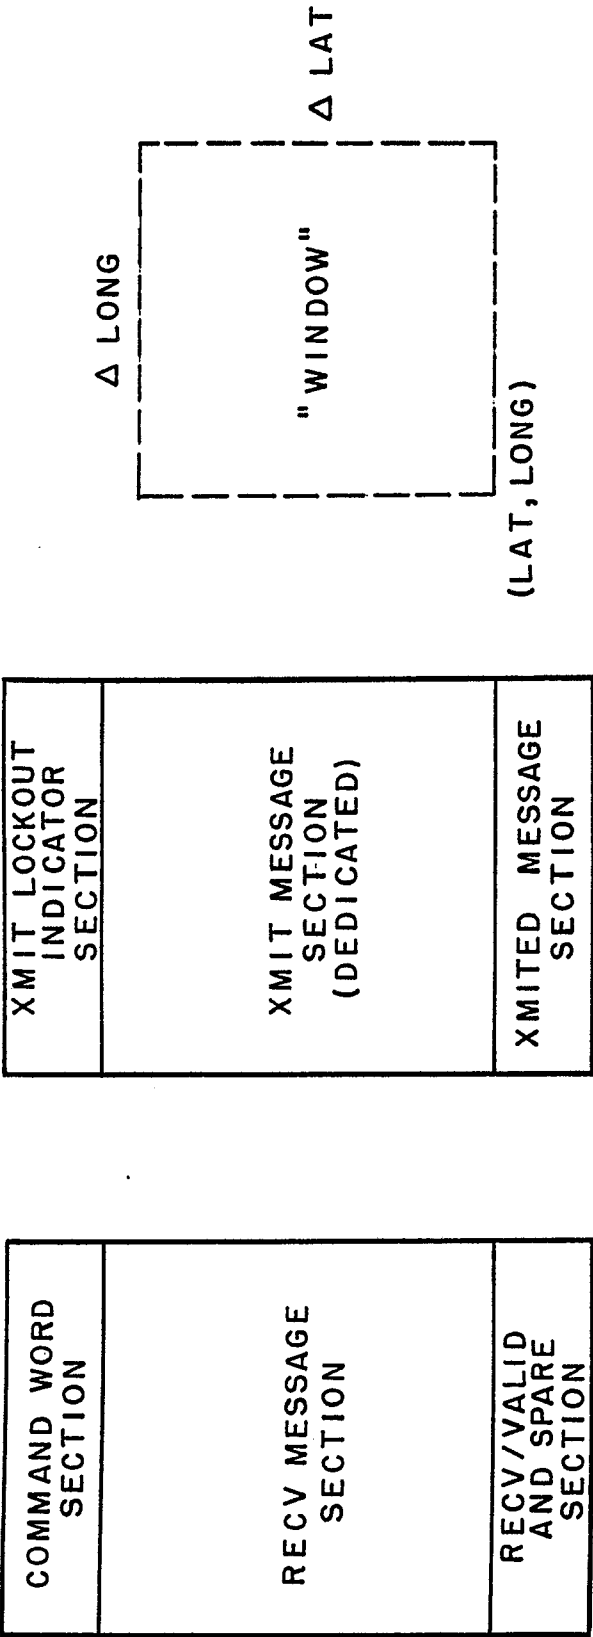 COMMAND WORD
SECTION
RECV MESSAGE
SECTION
RECV/VALID
AND SPARE
SECTION
XMIT LOCKOUT
INDICATOR
SECTION
XMIT MESSAGE
SECTION
(DEDICATED)
XMITED MESSAGE
SECTION
Δ LONG
"WINDOW"
Δ LAT
(LAT, LONG)